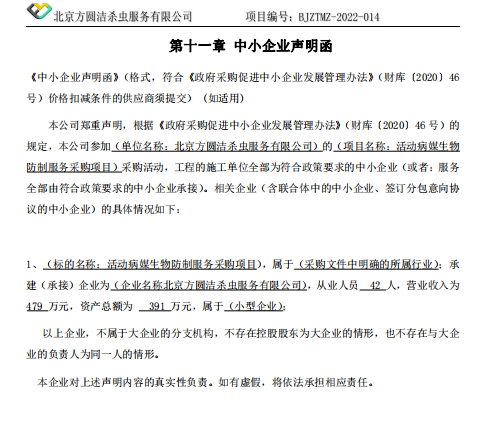 北京方圆洁杀虫服务有限公司 项目编号：BJZTMZ-2022-014
第十一章 中小企业声明函
《中小企业声明函》（格式，符合《政府采购促进中小企业发展管理办法》（财库〔2020〕46
号）价格扣减条件的供应商须提交）（如适用）
本公司郑重声明，根据《政府采购促进中小企业发展管理办法》（财库〔2020〕46 号）的
规定，本公司参加（单位名称：北京方圆洁杀虫服务有限公司）的（项目名称：活动病媒生物
防制服务采购项目）采购活动，工程的施工单位全部为符合政策要求的中小企业（或者：服务
全部由符合政策要求的中小企业承接）。相关企业（含联合体中的中小企业、签订分包意向协
议的中小企业）的具体情况如下：
1、（标的名称：活动病媒生物防制服务采购项目），属于（采购文件中明确的所属行业）；承
建（承接）企业为（企业名称北京方圆洁杀虫服务有限公司），从业人员 42 人，营业收入为
479 万元，资产总额为 391 万元，属于（小型企业）；
以上企业，不属于大企业的分支机构，不存在控股股东为大企业的情形，也不存在与大企
业的负责人为同一人的情形。
本企业对上述声明内容的真实性负责。如有虚假，将依法承担相应责任。